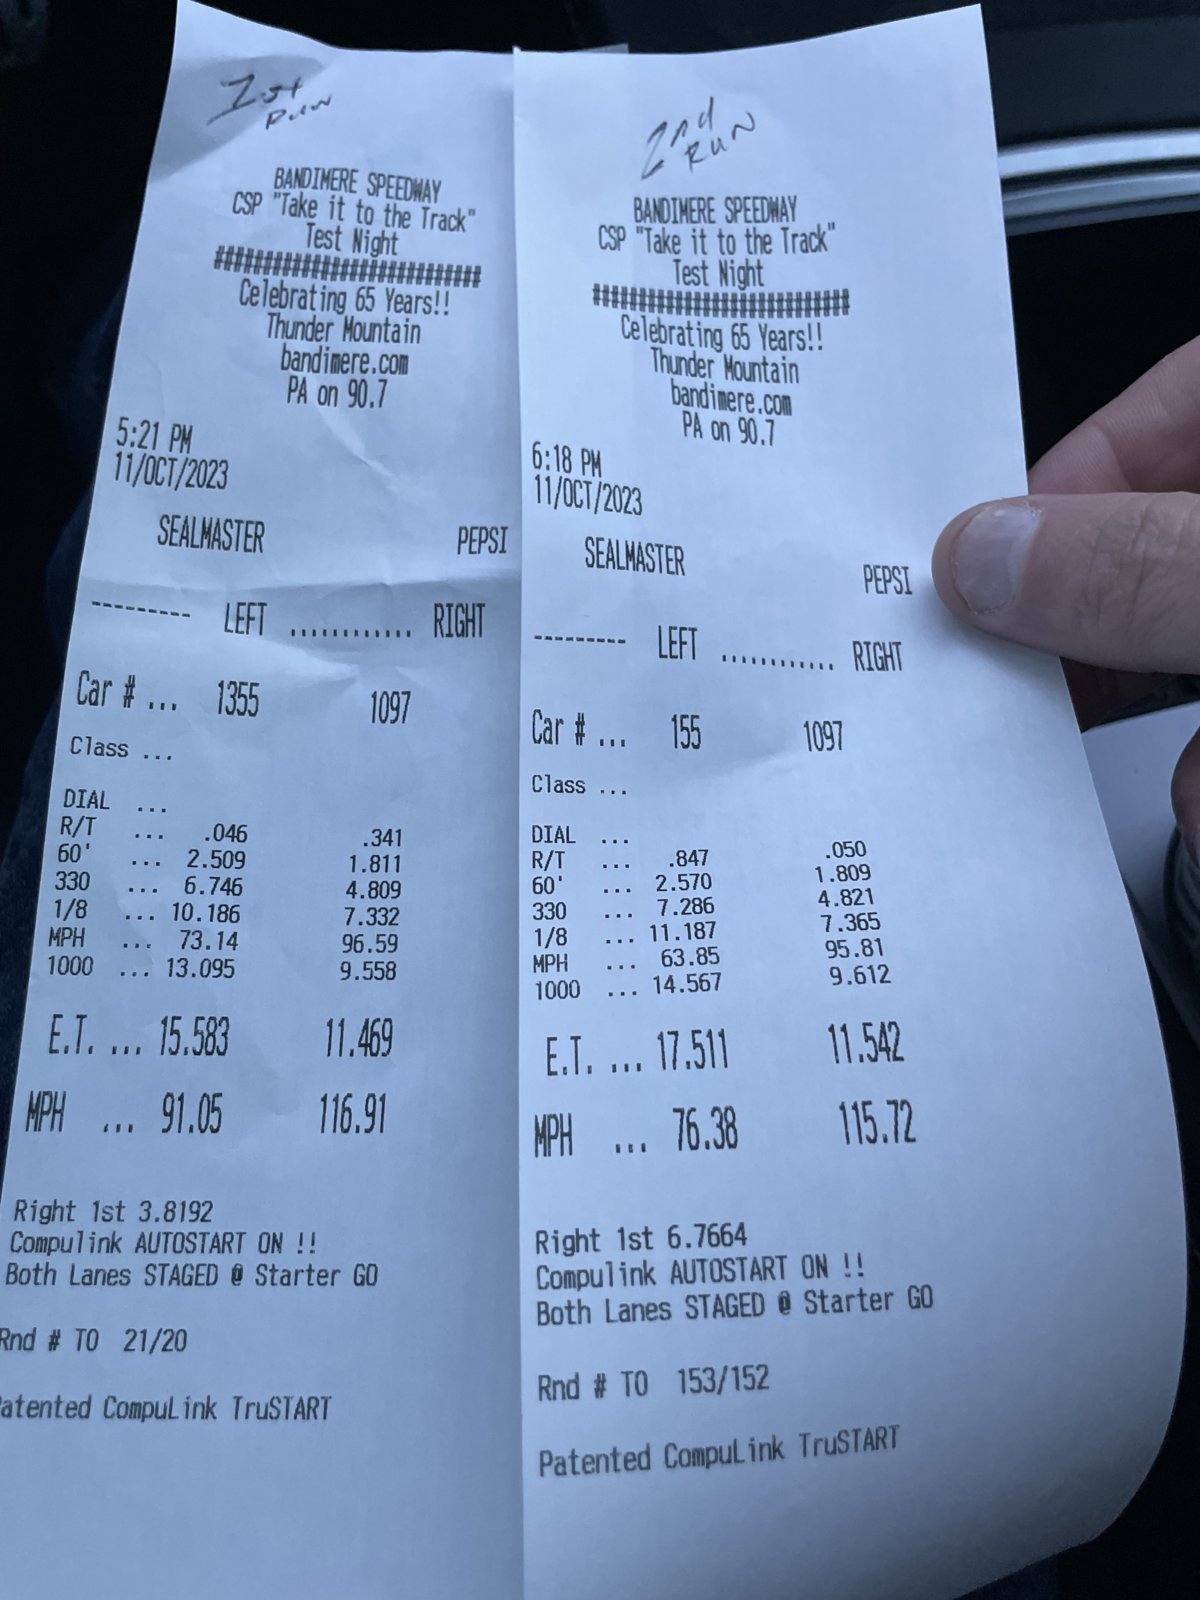 1st
Run
BANDIMERE SPEEDWAY
CSP "Take it to the Track"
Test Night
###########################
Celebrating 65 Years!!
Thunder Mountain
bandimere.com
PA on 90.7
5:21 PM
11/OCT/2023
SEALMASTER PEPSI
--------- LEFT ............ RIGHT
Car # ... 1355 1097
Class ...
DIAL ...
R/T ... .046 .341
60' ... 2.509 1.811
330 ... 6.746 4.809
1/8 ... 10.186 7.332
MPH ... 73.14 96.59
1000 ... 13.095 9.558
E.T. ... 15.583 11.469
MPH ... 91.05 116.91
Right 1st 3.8192
Compulink AUTOSTART ON !!
Both Lanes STAGED @ Starter GO
Rnd # TO 21/20
atented CompuLink TruSTART
2nd
Run
BANDIMERE SPEEDWAY
CSP "Take it to the Track"
Test Night
###########################
Celebrating 65 Years!!
Thunder Mountain
bandimere.com
PA on 90.7
6:18 PM
11/OCT/2023
SEALMASTER PEPSI
--------- LEFT ............ RIGHT
Car # ... 155 1097
Class ...
DIAL ...
R/T ... .847 .050
60' ... 2.570 1.809
330 ... 7.286 4.821
1/8 ... 11.187 7.365
MPH ... 63.85 95.81
1000 ... 14.567 9.612
E.T. ... 17.511 11.542
MPH ... 76.38 115.72
Right 1st 6.7664
Compulink AUTOSTART ON !!
Both Lanes STAGED @ Starter GO
Rnd # TO 153/152
Patented CompuLink TruSTART